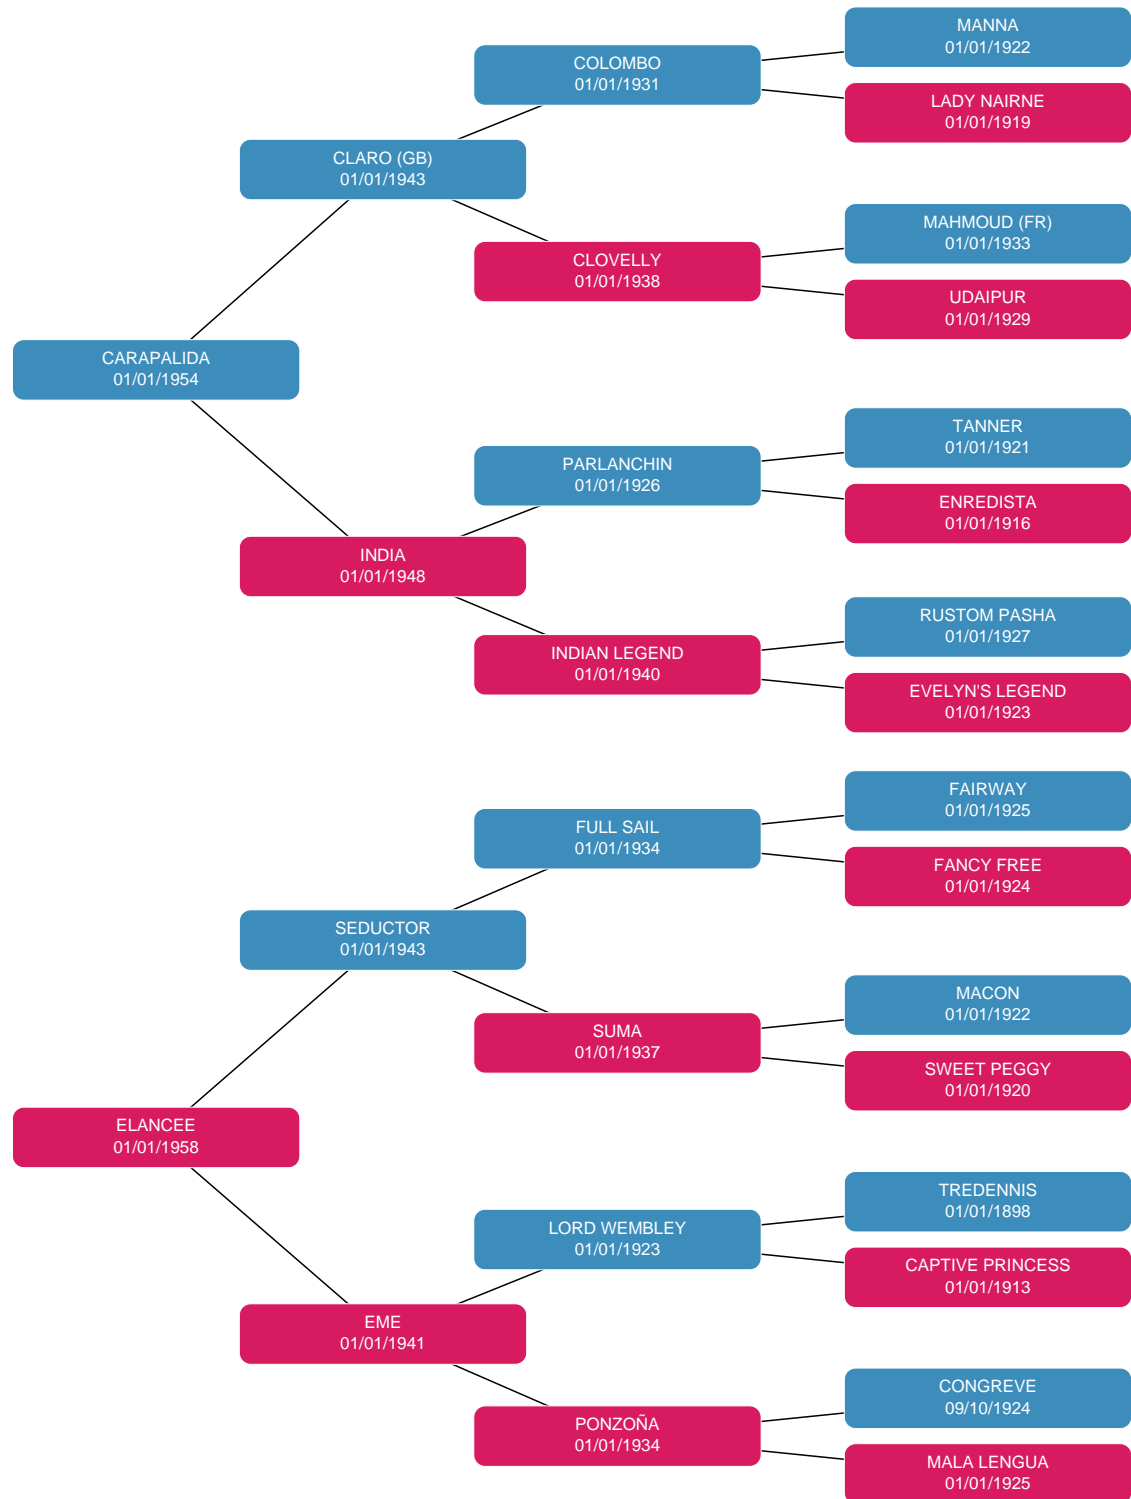 MANNA
01/01/1922
COLOMBO
01/01/1931
LADY NAIRNE
01/01/1919
CLARO (GB)
01/01/1943
MAHMOUD (FR)
01/01/1933
CLOVELLY
01/01/1938
UDAIPUR
01/01/1929
CARAPALIDA
01/01/1954
TANNER
01/01/1921
PARLANCHIN
01/01/1926
ENREDISTA
01/01/1916
INDIA
01/01/1948
RUSTOM PASHA
01/01/1927
INDIAN LEGEND
01/01/1940
EVELYN'S LEGEND
01/01/1923
FAIRWAY
01/01/1925
FULL SAIL
01/01/1934
FANCY FREE
01/01/1924
SEDUCTOR
01/01/1943
MACON
01/01/1922
SUMA
01/01/1937
SWEET PEGGY
01/01/1920
ELANCEE
01/01/1958
TREDENNIS
01/01/1898
LORD WEMBLEY
01/01/1923
CAPTIVE PRINCESS
01/01/1913
EME
01/01/1941
CONGREVE
09/10/1924
PONZOÑA
01/01/1934
MALA LENGUA
01/01/1925